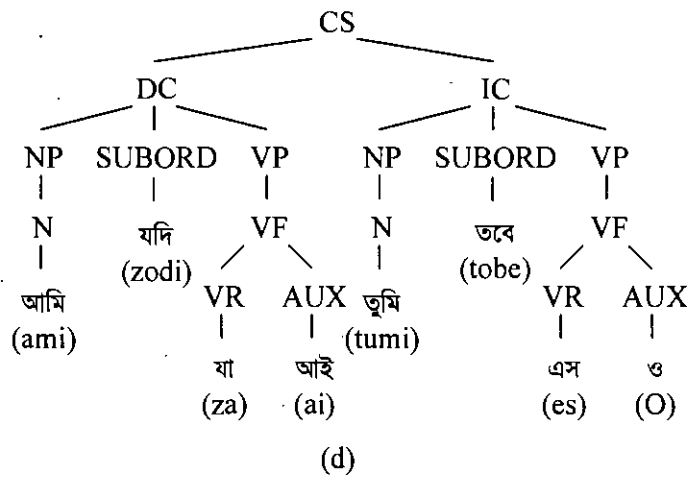 CS
DC IC
NP SUBORD VP NP SUBORD VP
N যদি VF N তবে VF
(zodi) (tobe)
আমি VR AUX তুমি VR AUX
(ami) (tumi)
যা আই এস ও
(za) (ai) (es) (O)
(d)